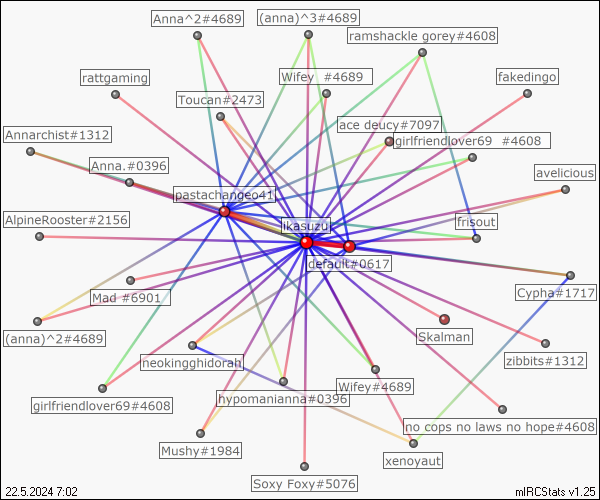 Anna^2#4689
(anna)^3#4689
ramshackle gorey#4608
rattgaming
Wifey  #4689
fakedingo
Toucan#2473
Annarchist#1312
ace deucy#7097
girlfriendlover69  #4608
Anna.#0396
avelicious
pastachangeo41
AlpineRooster#2156
ikasuzu
frisout
default#0617
Mad #6901
Cypha#1717
(anna)^2#4689
Skalman
neokingghidorah
zibbits#1312
Wifey#4689
hypomanianna#0396
girlfriendlover69#4608
no cops no laws no hope#4608
Mushy#1984
xenoyaut
Soxy Foxy#5076
22.5.2024 7:02
mIRCStats v1.25